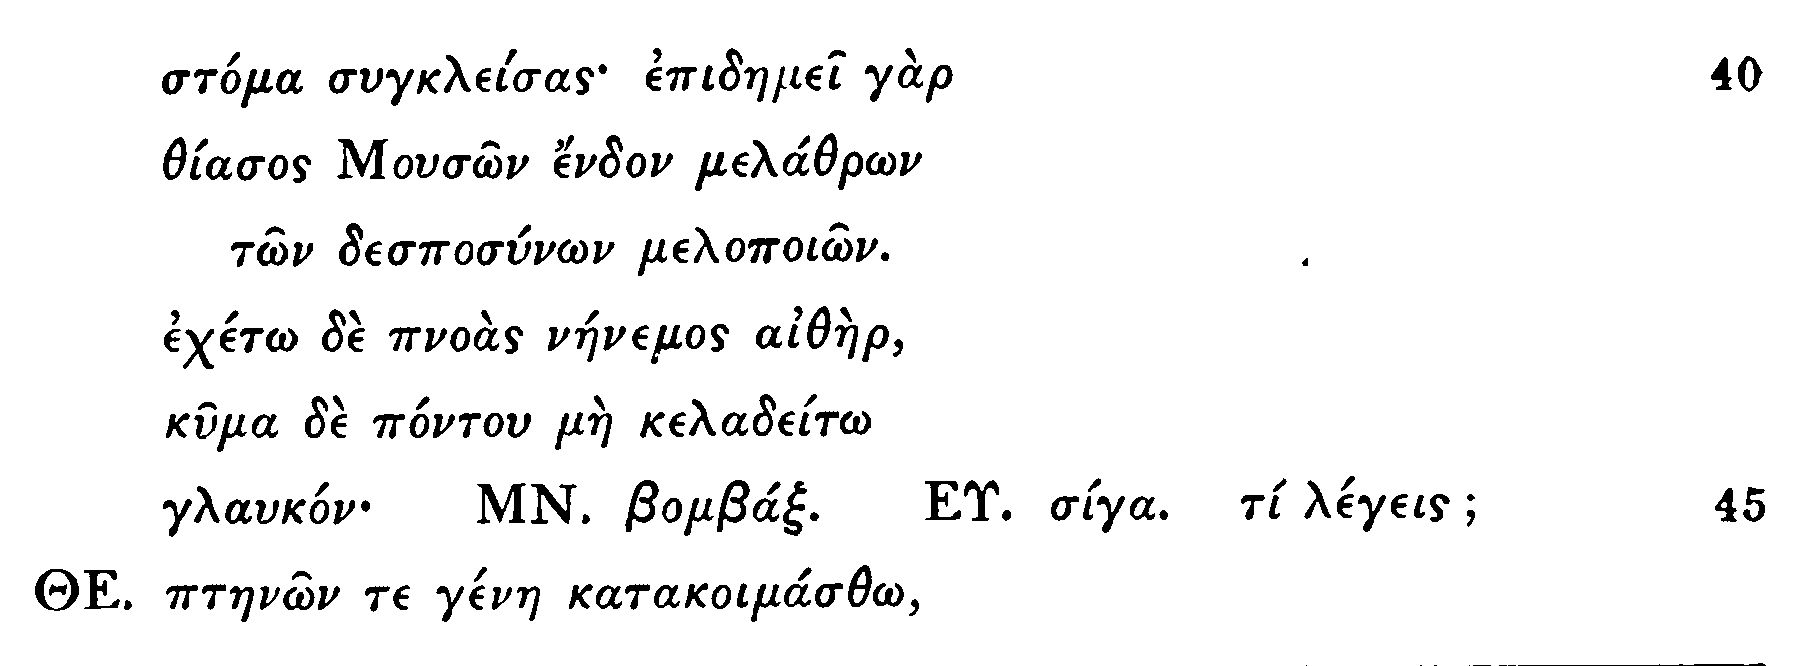 στόμα συγκλείσας· ἐπιδημεῖ γὰρ 40
θίασος Μουσῶν ἔνδον μελάθρων
τῶν δεσποσύνων μελοποιῶν.
ἐχέτω δὲ πνοὰς νήνεμος αἰθὴρ,
κῦμα δὲ πόντου μὴ κελαδείτω
γλαυκόν· ΜΝ. βομβάξ. ΕΥ. σίγα. τί λέγεις; 45
ΘΕ. πτηνῶν τε γένη κατακοιμάσθω,